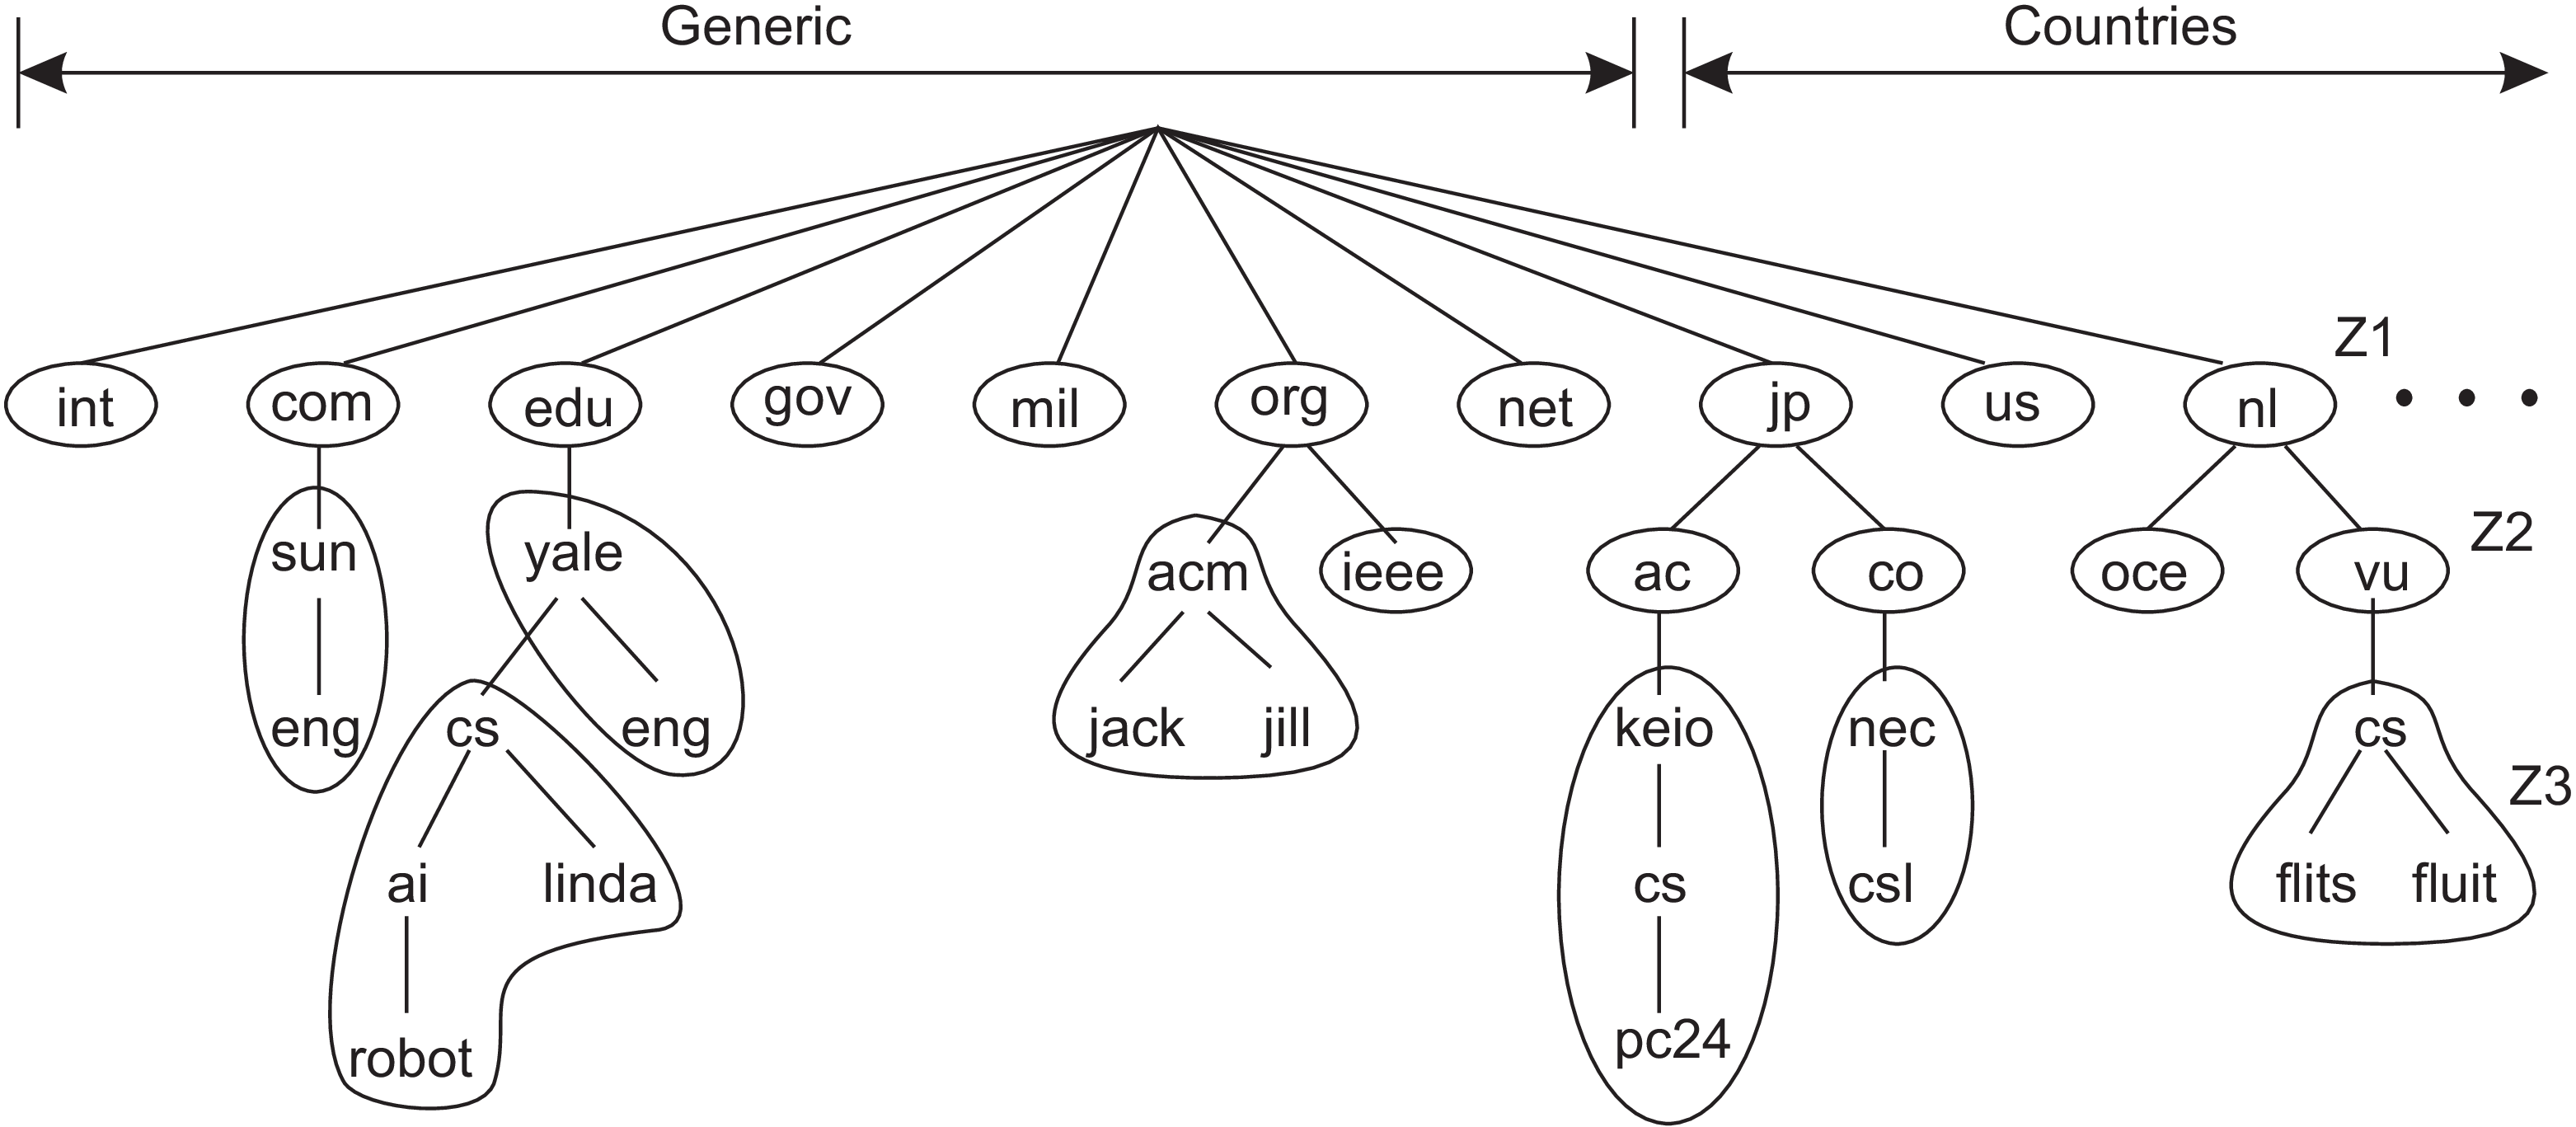 Generic Countries
Z1
int com edu gov mil org net jp us nl • • •
Z2
sun yale acm ieee ac co oce vu
eng cs eng jack jill keio nec cs
Z3
ai linda cs csl flits fluit
robot pc24